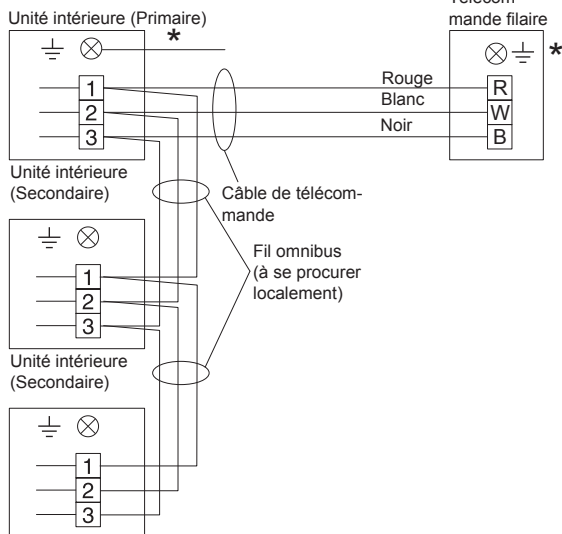 Unité intérieure (Primaire)
*
Télécom-
mande filaire
*
1
2
3
Rouge
Blanc
Noir
R
W
B
Unité intérieure
(Secondaire)
Câble de télécom-
mande
Fil omnibus
(à se procurer
localement)
1
2
3
Unité intérieure
(Secondaire)
1
2
3